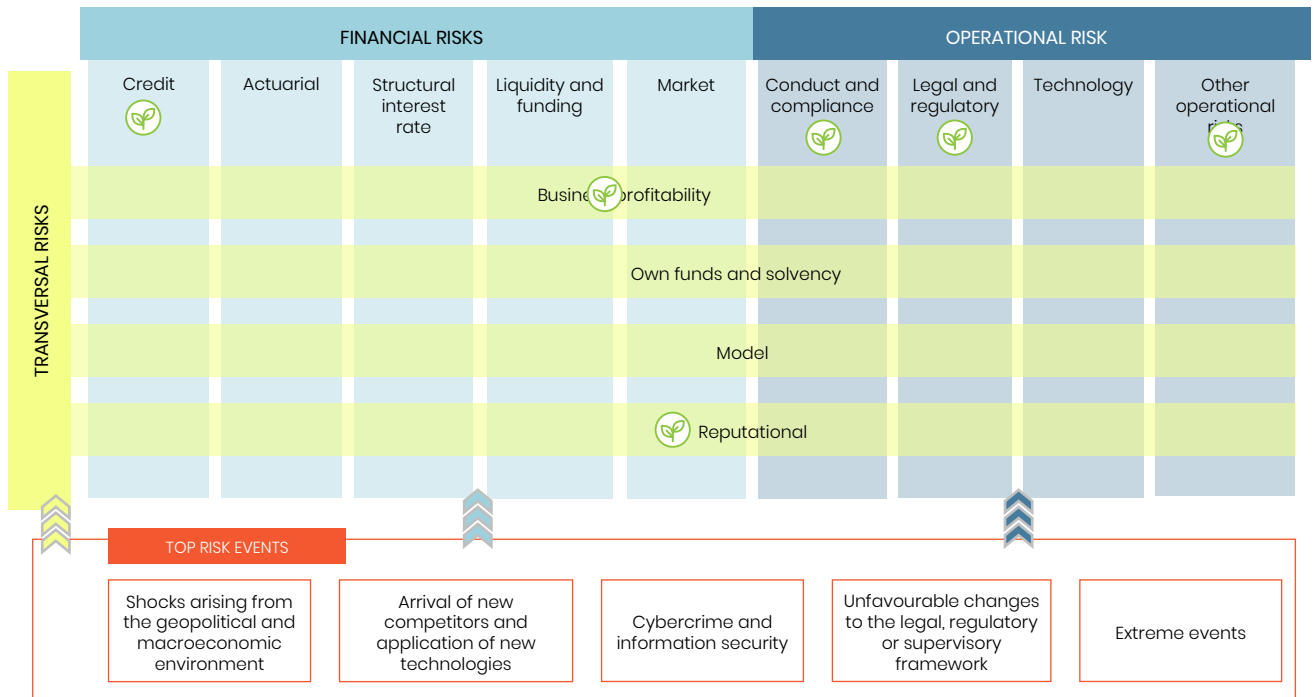 FINANCIAL RISKS
OPERATIONAL RISK
TRANSVERSAL RISKS
Credit
Actuarial
Structural
interest
rate
Liquidity and
funding
Market
Conduct and
compliance
Legal and
regulatory
Technology
Other
operational
risks
Business profitability
Own funds and solvency
Model
Reputational
TOP RISK EVENTS
Shocks arising from
the geopolitical and
macroeconomic
environment
Arrival of new
competitors and
application of new
technologies
Cybercrime and
information security
Unfavourable changes
to the legal, regulatory
or supervisory
framework
Extreme events